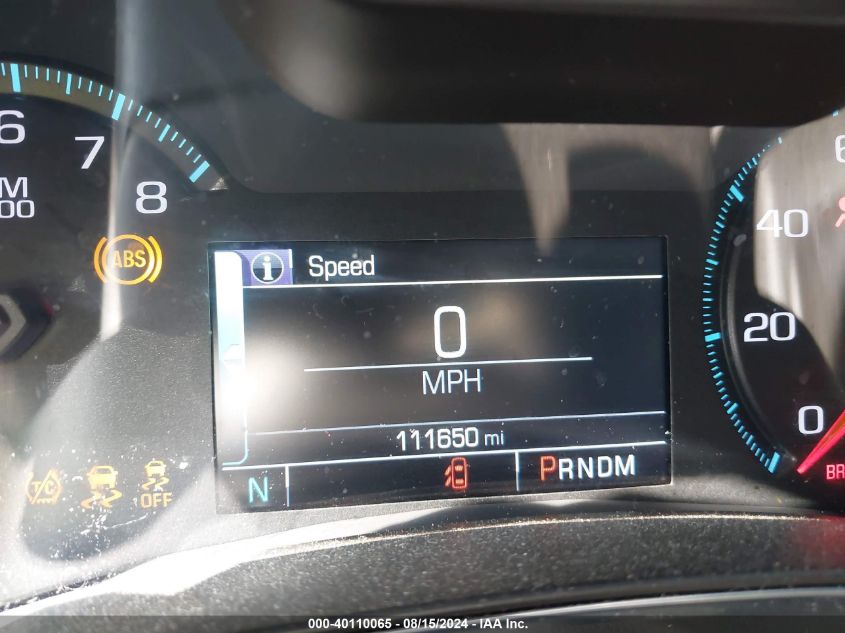 6
7
8
ABS
i Speed
0
MPH
111650 mi
N
PRNDM
T/C
OFF
40
20
0
000-40110065 - 08/15/2024 - IAA Inc.